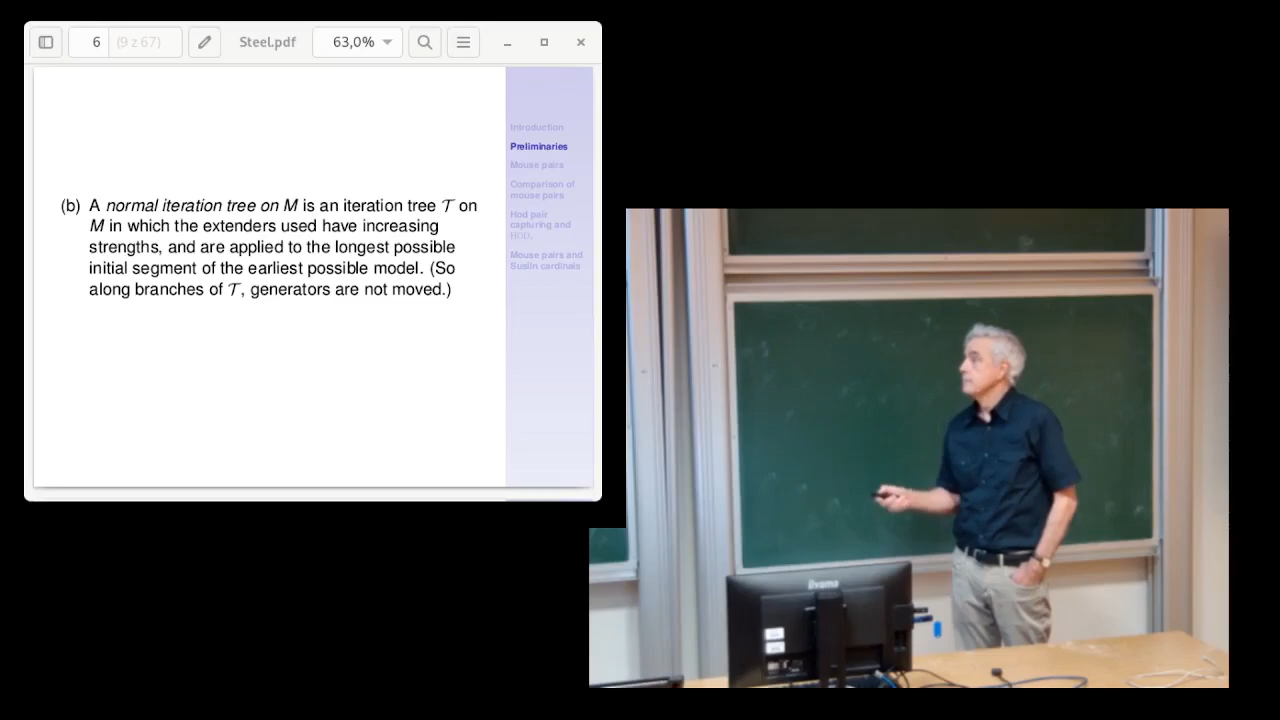 6 (9 z 67) Steel.pdf 63,0%
(b) A normal iteration tree on M is an iteration tree 𝒯 on
M in which the extenders used have increasing
strengths, and are applied to the longest possible
initial segment of the earliest possible model. (So
along branches of 𝒯, generators are not moved.)
Introduction
Preliminaries
Mouse pairs
Comparison of
mouse pairs
Hod pair
capturing and
HOD.
Mouse pairs and
Suslin cardinals
iiyama